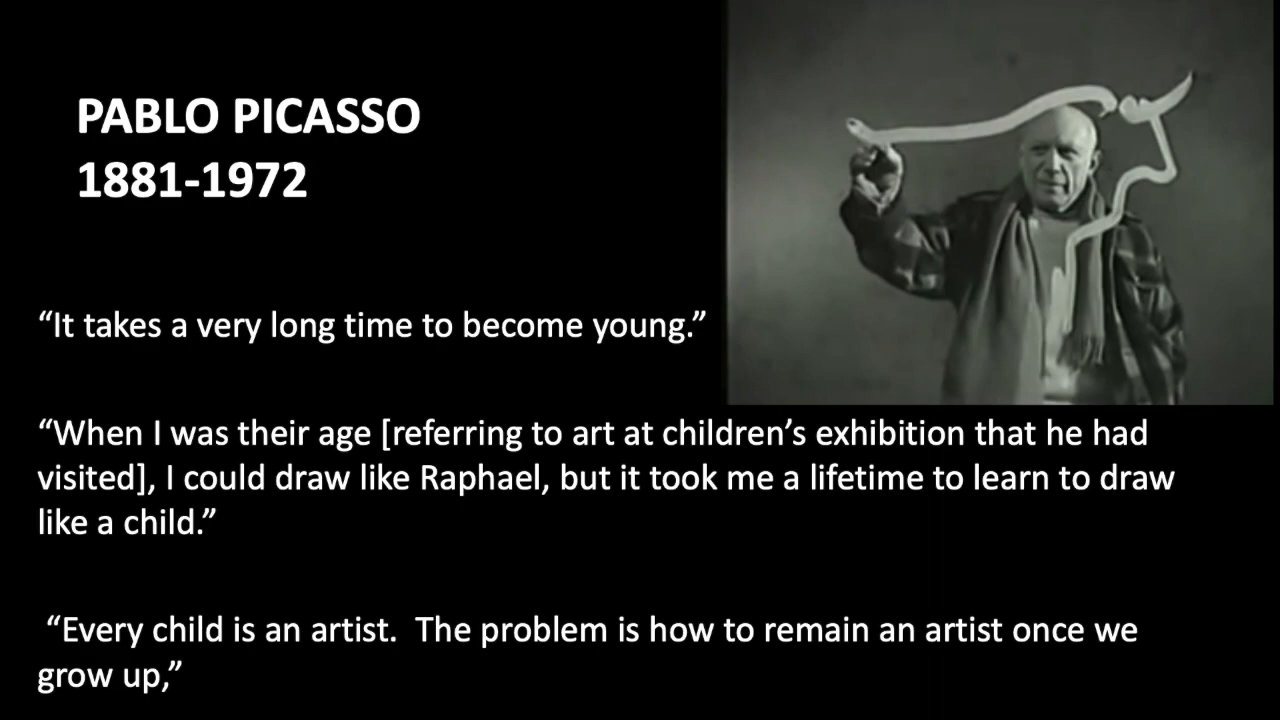 PABLO PICASSO
1881-1972
“It takes a very long time to become young.”
“When I was their age [referring to art at children’s exhibition that he had
visited], I could draw like Raphael, but it took me a lifetime to learn to draw
like a child.”
“Every child is an artist.  The problem is how to remain an artist once we
grow up,”